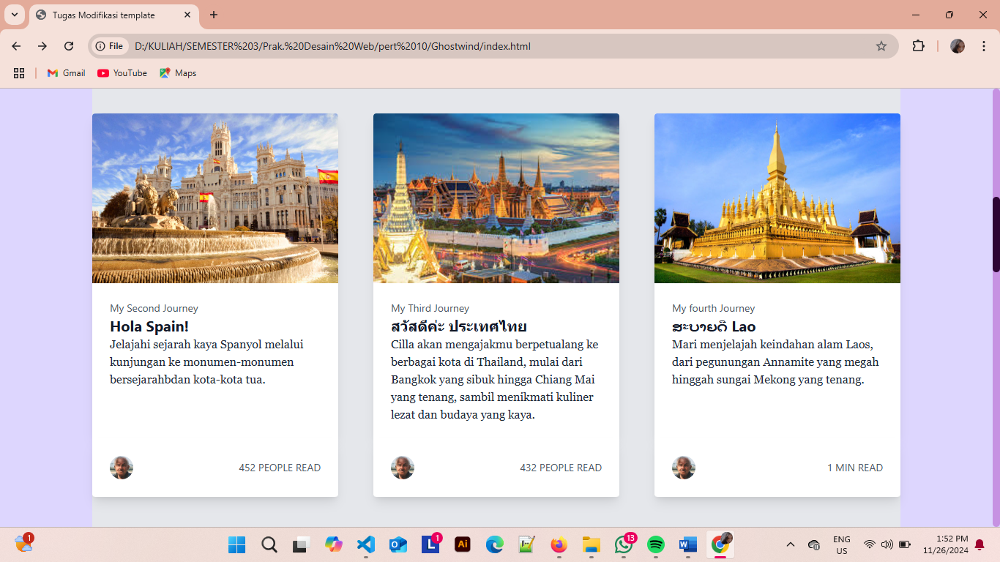 Tugas Modifikasi template
File
D:/KULIAH/SEMESTER%203/Prak.%20Desain%20Web/pert%2010/Ghostwind/index.html
Gmail
YouTube
Maps
My Second Journey
Hola Spain!
Jelajahi sejarah kaya Spanyol melalui
kunjungan ke monumen-monumen
bersejarahbdan kota-kota tua.
452 PEOPLE READ
My Third Journey
สวัสดีค่ะ ประเทศไทย
Cilla akan mengajakmu berpetualang ke
berbagai kota di Thailand, mulai dari
Bangkok yang sibuk hingga Chiang Mai
yang tenang, sambil menikmati kuliner
lezat dan budaya yang kaya.
432 PEOPLE READ
My fourth Journey
ສະບາຍດີ Lao
Mari menjelajah keindahan alam Laos,
dari pegunungan Annamite yang megah
hinggah sungai Mekong yang tenang.
1 MIN READ
1
1
Ai
13
ENG
US
1:52 PM
11/26/2024